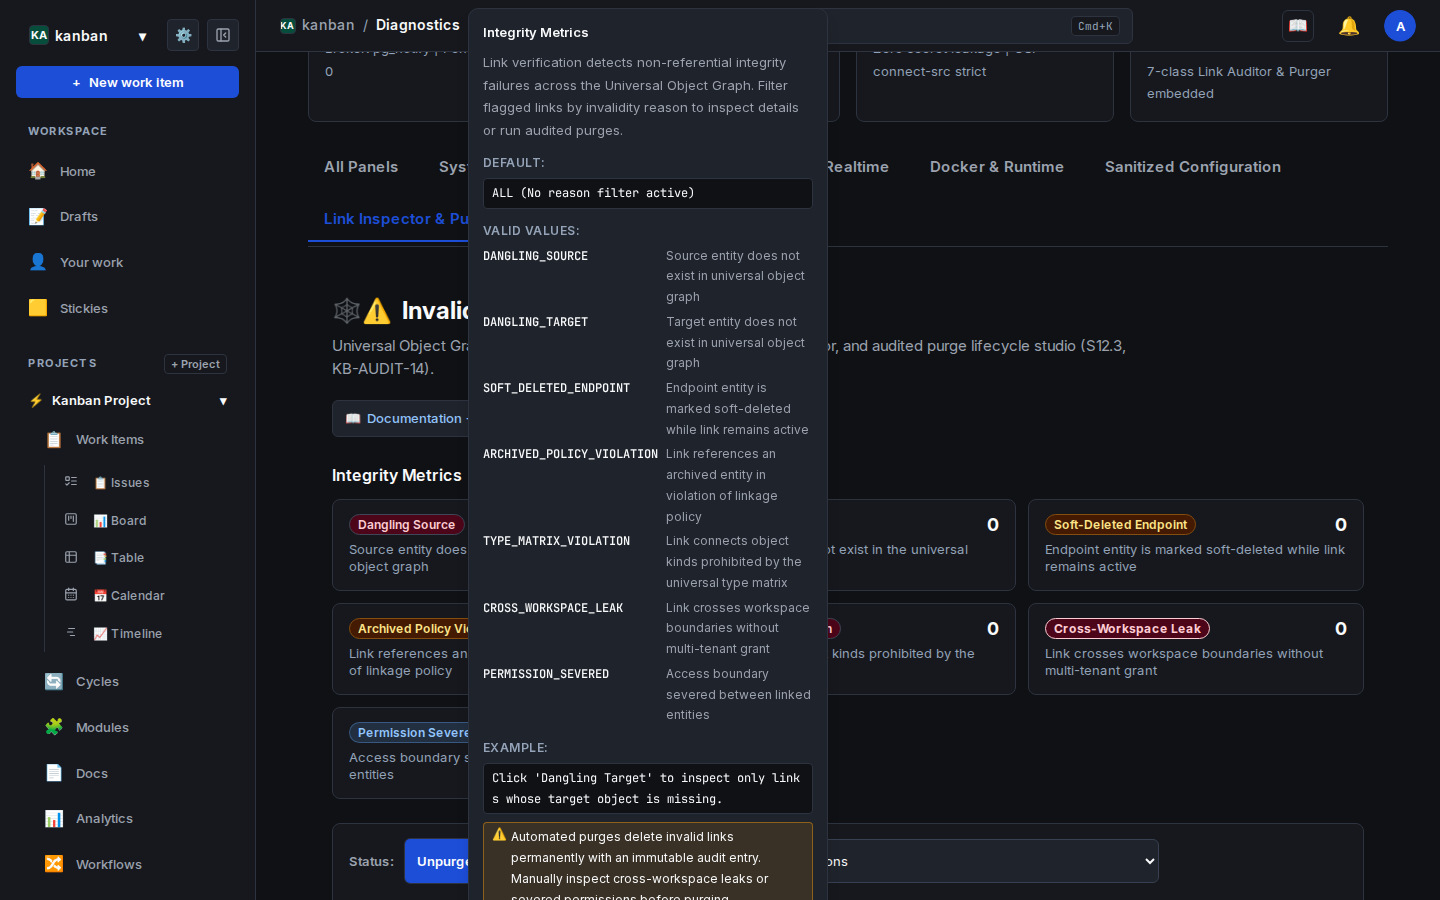 KA kanban ▼
+ New work item
WORKSPACE
Home
Drafts
Your work
Stickies
PROJECTS
+ Project
Kanban Project ▼
Work Items
Issues
Board
Table
Calendar
Timeline
Cycles
Modules
Docs
Analytics
Workflows
KA kanban / Diagnostics
Cmd+K
A
0
connect-src strict
7-class Link Auditor & Purger
embedded
All Panels
Realtime
Docker & Runtime
Sanitized Configuration
Link Inspector &
Universal Object
, and audited purge lifecycle studio (S12.3,
KB-AUDIT-14).
Documentation
Integrity Metrics
Dangling Source
Source entity does
object graph
exist in the universal
0
Soft-Deleted Endpoint
0
Endpoint entity is marked soft-deleted while link
remains active
Archived Policy
Link references an
of linkage policy
0
kinds prohibited by the
Cross-Workspace Leak
0
Link crosses workspace boundaries without
multi-tenant grant
Permission
Access boundary
entities
Status:
Integrity Metrics
Link verification detects non-referential integrity
failures across the Universal Object Graph. Filter
flagged links by invalidity reason to inspect details
or run audited purges.
DEFAULT:
ALL (No reason filter active)
VALID VALUES:
DANGLING_SOURCE
Source entity does not
exist in universal object
graph
DANGLING_TARGET
Target entity does not
exist in universal object
graph
SOFT_DELETED_ENDPOINT
Endpoint entity is
marked soft-deleted
while link remains active
ARCHIVED_POLICY_VIOLATION
Link references an
archived entity in
violation of linkage
policy
TYPE_MATRIX_VIOLATION
Link connects object
kinds prohibited by the
universal type matrix
CROSS_WORKSPACE_LEAK
Link crosses workspace
boundaries without
multi-tenant grant
PERMISSION_SEVERED
Access boundary
severed between linked
entities
EXAMPLE:
Click 'Dangling Target' to inspect only link
s whose target object is missing.
Automated purges delete invalid links
permanently with an immutable audit entry.
Manually inspect cross-workspace leaks or
severed permissions before purging